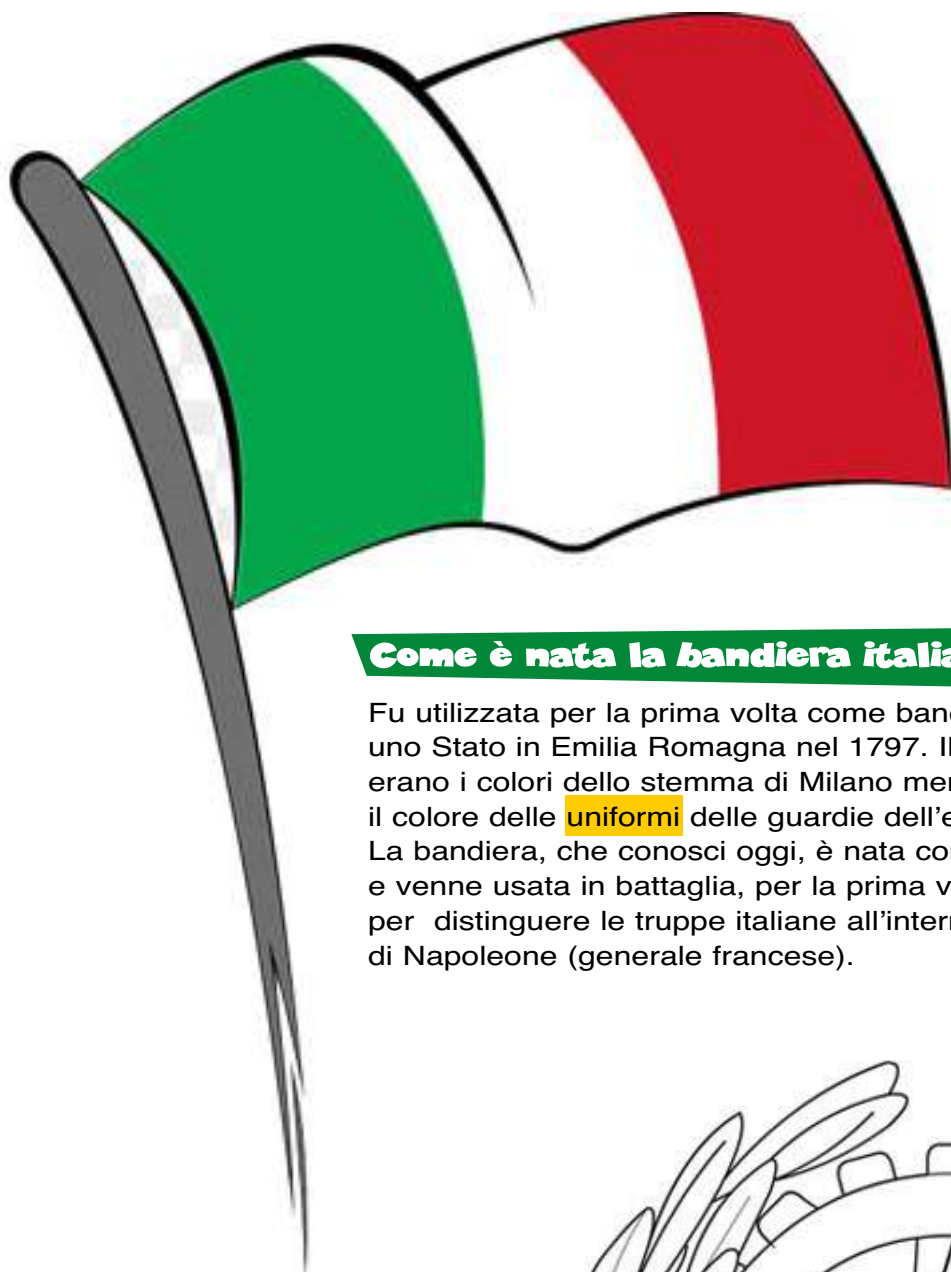 Come è nata la bandiera italia
Fu utilizzata per la prima volta come ban
uno Stato in Emilia Romagna nel 1797. Il
erano i colori dello stemma di Milano me
il colore delle uniformi delle guardie dell'e
La bandiera, che conosci oggi, è nata co
e venne usata in battaglia, per la prima v
per distinguere le truppe italiane all'inter
di Napoleone (generale francese).